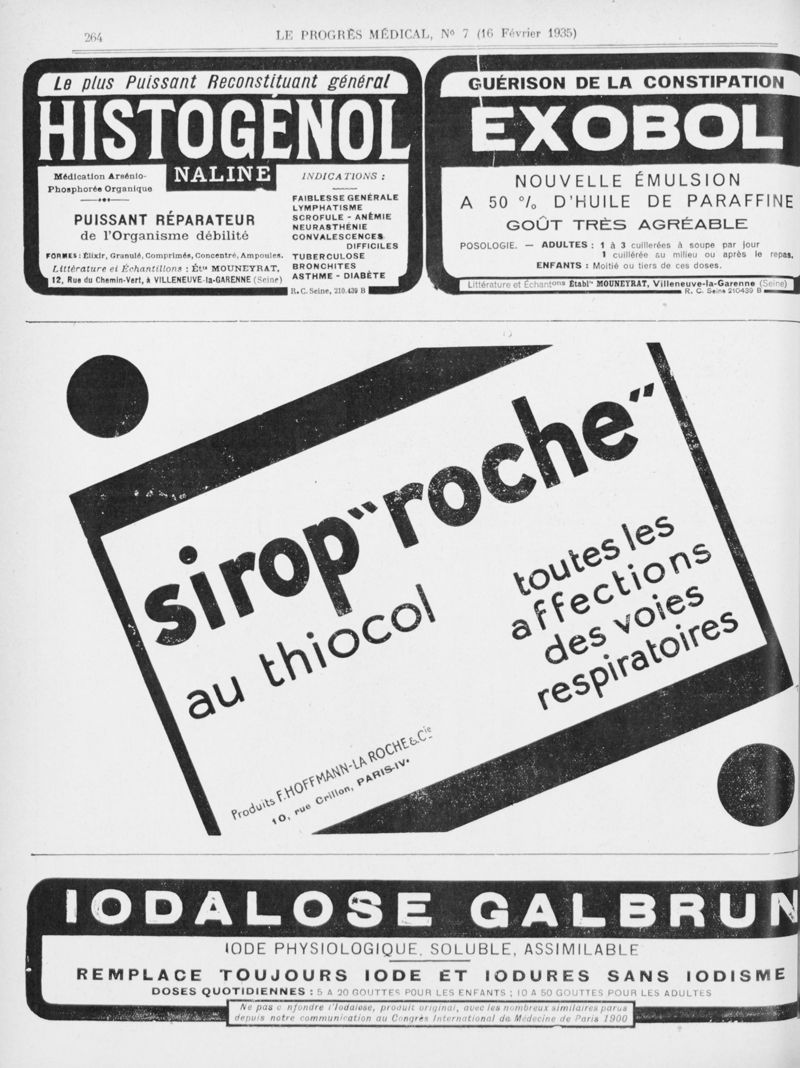 264
LE PROGRÈS MÉDICAL, No 7 (16 Février 1935)
Le plus Puissant Reconstituant général
HISTOGÉNOL
NALINE
Médication Arsénio-
Phosphorée Organique
PUISSANT RÉPARATEUR
de l'Organisme débilité
FORMES : Élixir, Granulé, Comprimés, Concentré, Ampoules.
Littérature et Échantillons : Éts MOUNEYRAT,
12, Rue du Chemin-Vert, à VILLENEUVE-la-GARENNE (Seine)
INDICATIONS :
FAIBLESSE GÉNÉRALE
LYMPHATISME
SCROFULE - ANÉMIE
NEURASTHÉNIE
CONVALESCENCES
DIFFICILES
TUBERCULOSE
BRONCHITES
ASTHME - DIABÈTE
R. C. Seine, 210.439 B
GUÉRISON DE LA CONSTIPATION
EXOBOL
NOUVELLE ÉMULSION
A 50 % D'HUILE DE PARAFFINE
GOÛT TRÈS AGRÉABLE
POSOLOGIE. — ADULTES : 1 à 3 cuillerées à soupe par jour
1 cuillérée au milieu ou après le repas.
ENFANTS : Moitié ou tiers de ces doses.
Littérature et Échantons Établts MOUNEYRAT, Villeneuve-la-Garenne (Seine)
R. C. Seine 210439 B
sirop "roche"
au thiocol
toutes les
affections
des voies
respiratoires
Produits F. HOFFMANN-LA ROCHE & Cie
10, rue Crillon, PARIS-IVe
IODALOSE GALBRUN
IODE PHYSIOLOGIQUE, SOLUBLE, ASSIMILABLE
REMPLACE TOUJOURS IODE ET IODURES SANS IODISME
DOSES QUOTIDIENNES : 5 A 20 GOUTTES POUR LES ENFANTS ; 10 A 50 GOUTTES POUR LES ADULTES
Ne pas c nfondre l'Iodalose, produit original, avec les nombreux similaires parus
depuis notre communication au Congrès International de Médecine de Paris 1900